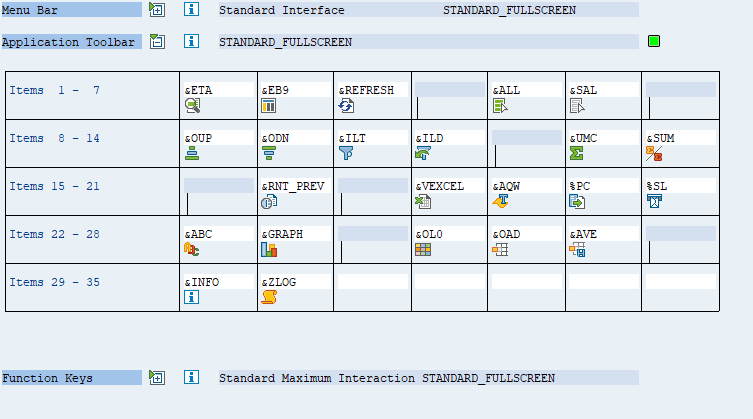 Menu Bar Standard Interface STANDARD_FULLSCREEN
Application Toolbar STANDARD_FULLSCREEN
Items 1 - 7 &ETA &EB9 &REFRESH &ALL &SAL
Items 8 - 14 &OUP &ODN &ILT &ILD &UMC &SUM
Items 15 - 21 &RNT_PREV &VEXCEL &AQW %PC %SL
Items 22 - 28 &ABC &GRAPH &OL0 &OAD &AVE
Items 29 - 35 &INFO &ZLOG
Function Keys Standard Maximum Interaction STANDARD_FULLSCREEN